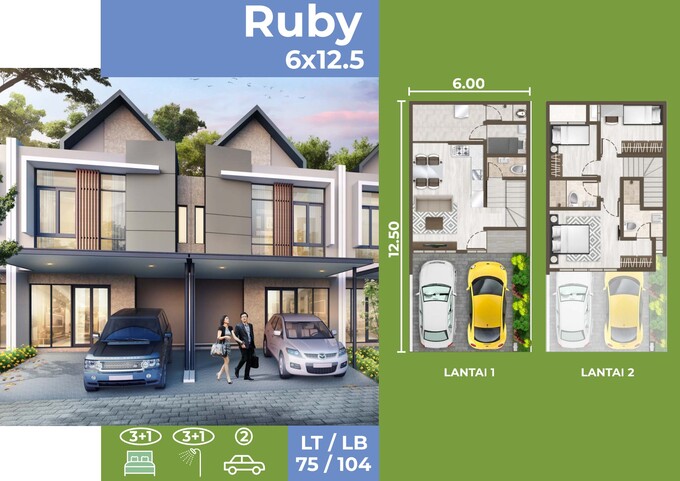 Ruby
6x12.5
6.00
12.50
LANTAI 1
LANTAI 2
3+1
3+1
2
LT / LB
75 / 104